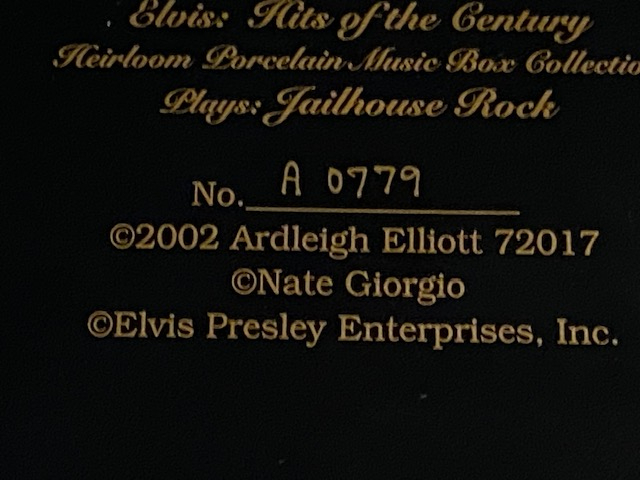 Elvis: Hits of the Century
Heirloom Porcelain Music Box Collectio
Plays: Jailhouse Rock
No. A 0779
©2002 Ardleigh Elliott 72017
©Nate Giorgio
©Elvis Presley Enterprises, Inc.